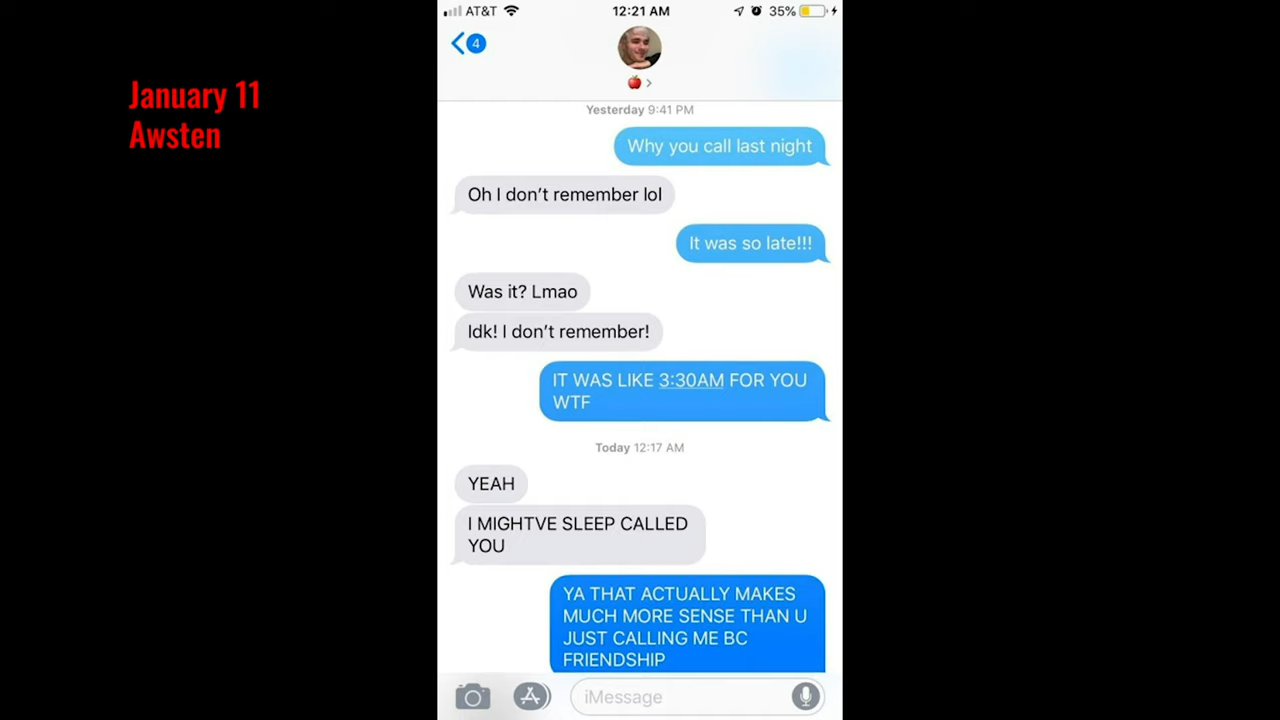 AT&T
12:21 AM
35%
4
January 11
Awsten
Yesterday 9:41 PM
Why you call last night
Oh I don’t remember lol
It was so late!!!
Was it? Lmao
Idk! I don’t remember!
IT WAS LIKE 3:30AM FOR YOU
WTF
Today 12:17 AM
YEAH
I MIGHTVE SLEEP CALLED
YOU
YA THAT ACTUALLY MAKES
MUCH MORE SENSE THAN U
JUST CALLING ME BC
FRIENDSHIP
iMessage